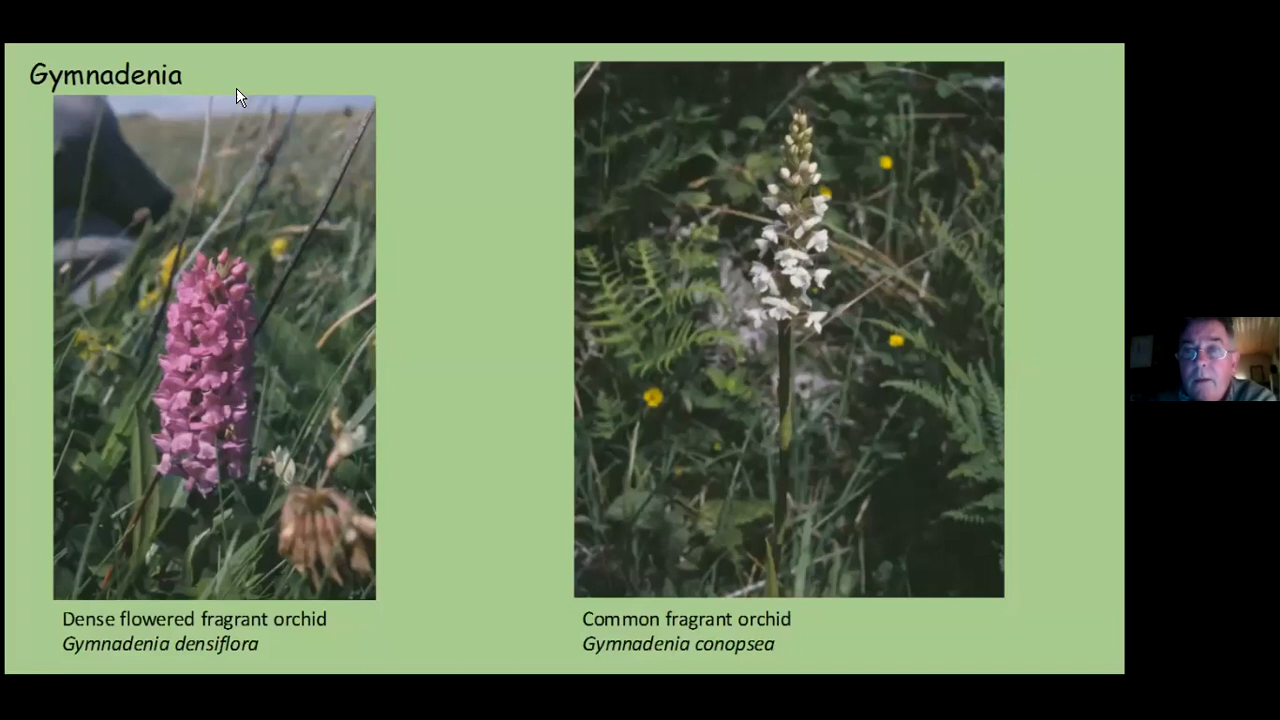 Gymnadenia
Dense flowered fragrant orchid
Gymnadenia densiflora
Common fragrant orchid
Gymnadenia conopsea